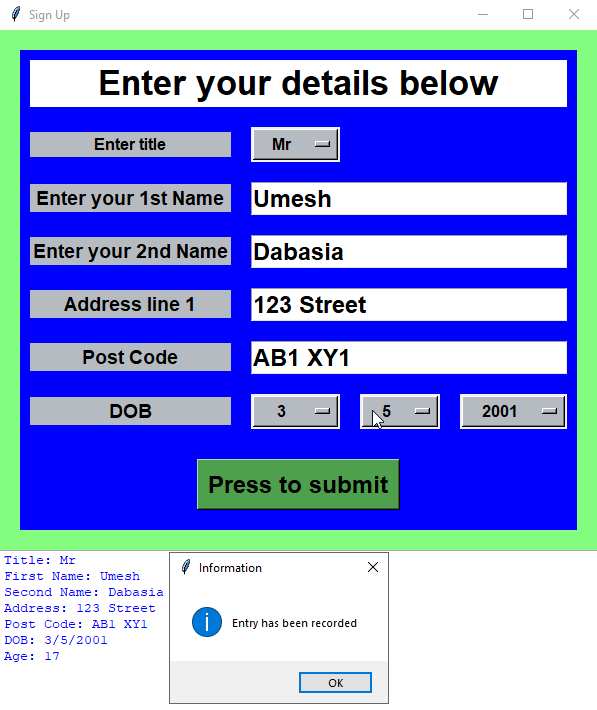 Sign Up
Enter your details below
Enter title Mr
Enter your 1st Name Umesh
Enter your 2nd Name Dabasia
Address line 1 123 Street
Post Code AB1 XY1
DOB 3 5 2001
Press to submit
Title: Mr
First Name: Umesh
Second Name: Dabasia
Address: 123 Street
Post Code: AB1 XY1
DOB: 3/5/2001
Age: 17
Information
Entry has been recorded
OK